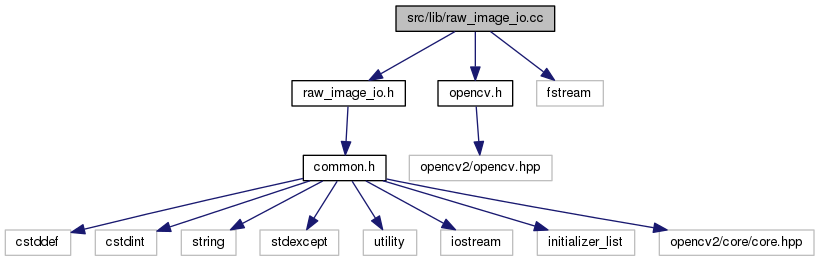 src/lib/raw_image_io.cc
raw_image_io.h
opencv.h
fstream
common.h
opencv2/opencv.hpp
cstddef
cstdint
string
stdexcept
utility
iostream
initializer_list
opencv2/core/core.hpp